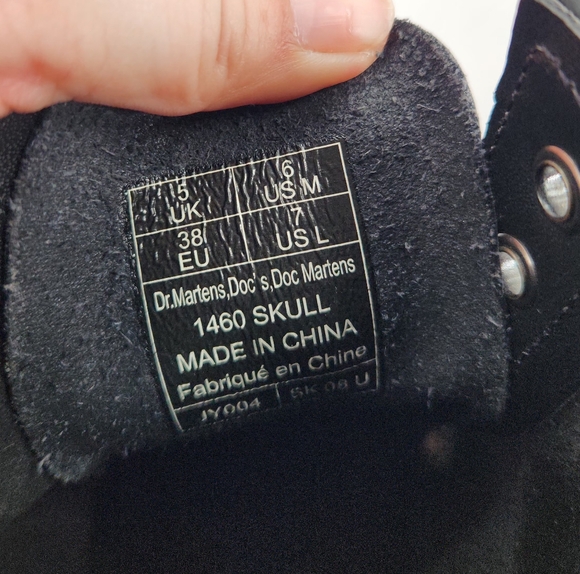 5 6
UK US M
38 7
EU US L
Dr.Martens,Doc's,Doc Martens
1460 SKULL
MADE IN CHINA
Fabriqué en Chine
JY004